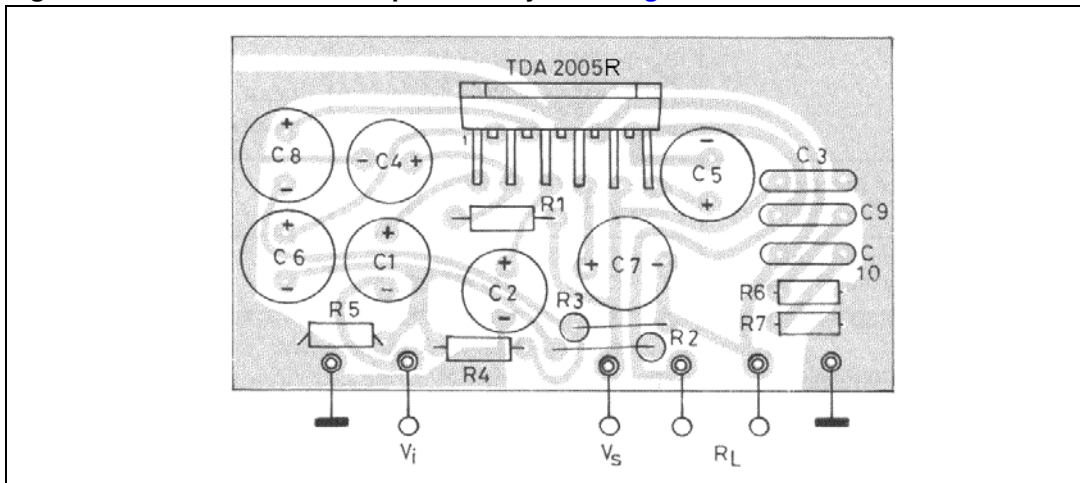 TDA 2005R
1
+
C8
-
- C4 +
-
C5
+
C3
C9
C
10
R1
+
C6
-
+
C1
-
+
C2
-
+ C7 -
R6
R7
R5
R3
R2
R4
Vi
Vs
RL